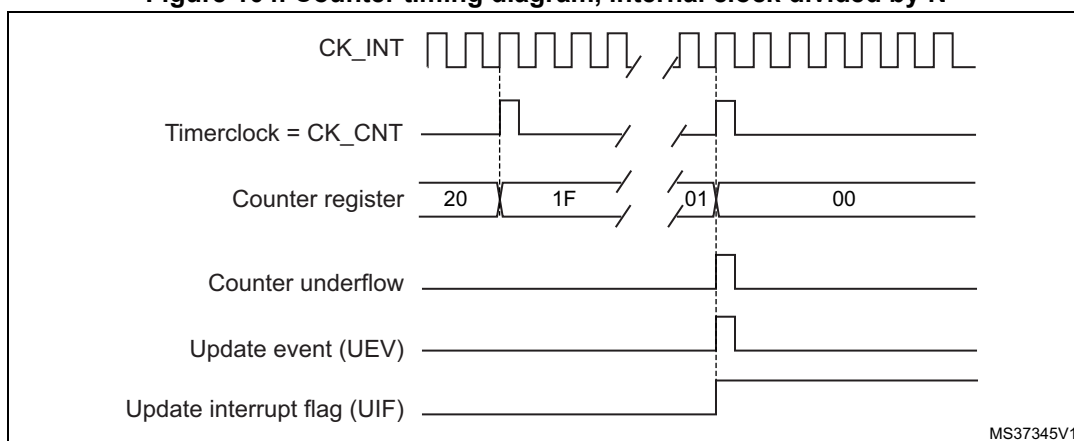 CK_INT
Timerclock = CK_CNT
Counter register 20 1F 01 00
Counter underflow
Update event (UEV)
Update interrupt flag (UIF)
MS37345V1